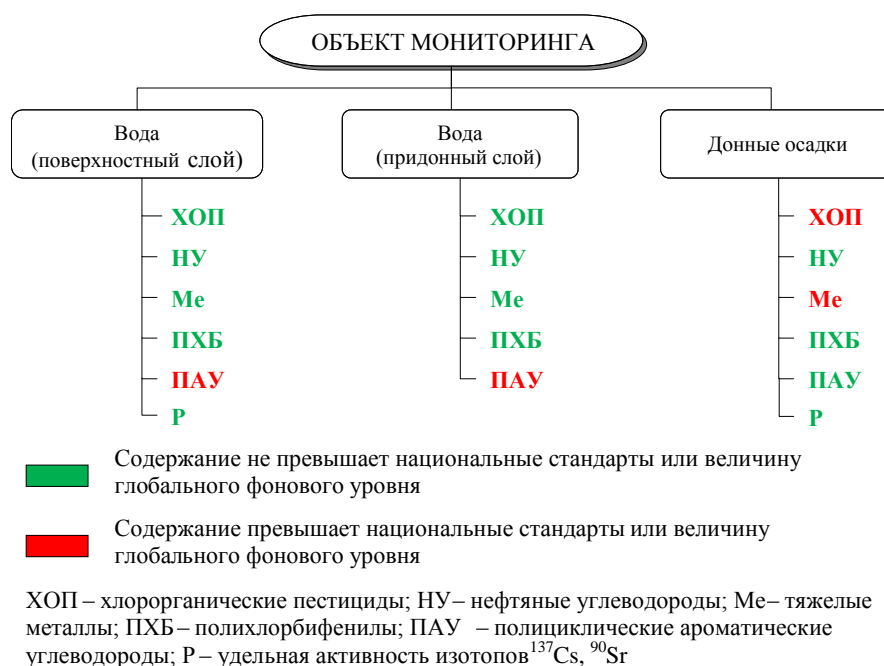 ОБЪЕКТ МОНИТОРИНГА
Вода
(поверхностный слой)
Вода
(придонный слой)
Донные осадки
ХОП
НУ
Ме
ПХБ
ПАУ
Р
ХОП
НУ
Ме
ПХБ
ПАУ
ХОП
НУ
Ме
ПХБ
ПАУ
Р
Содержание не превышает национальные стандарты или величину
глобального фонового уровня
Содержание превышает национальные стандарты или величину
глобального фонового уровня
ХОП – хлорорганические пестициды; НУ– нефтяные углеводороды; Ме– тяжелые
металлы; ПХБ – полихлорбифенилы; ПАУ – полициклические ароматические
углеводороды; Р – удельная активность изотопов ¹³⁷Cs, ⁹⁰Sr